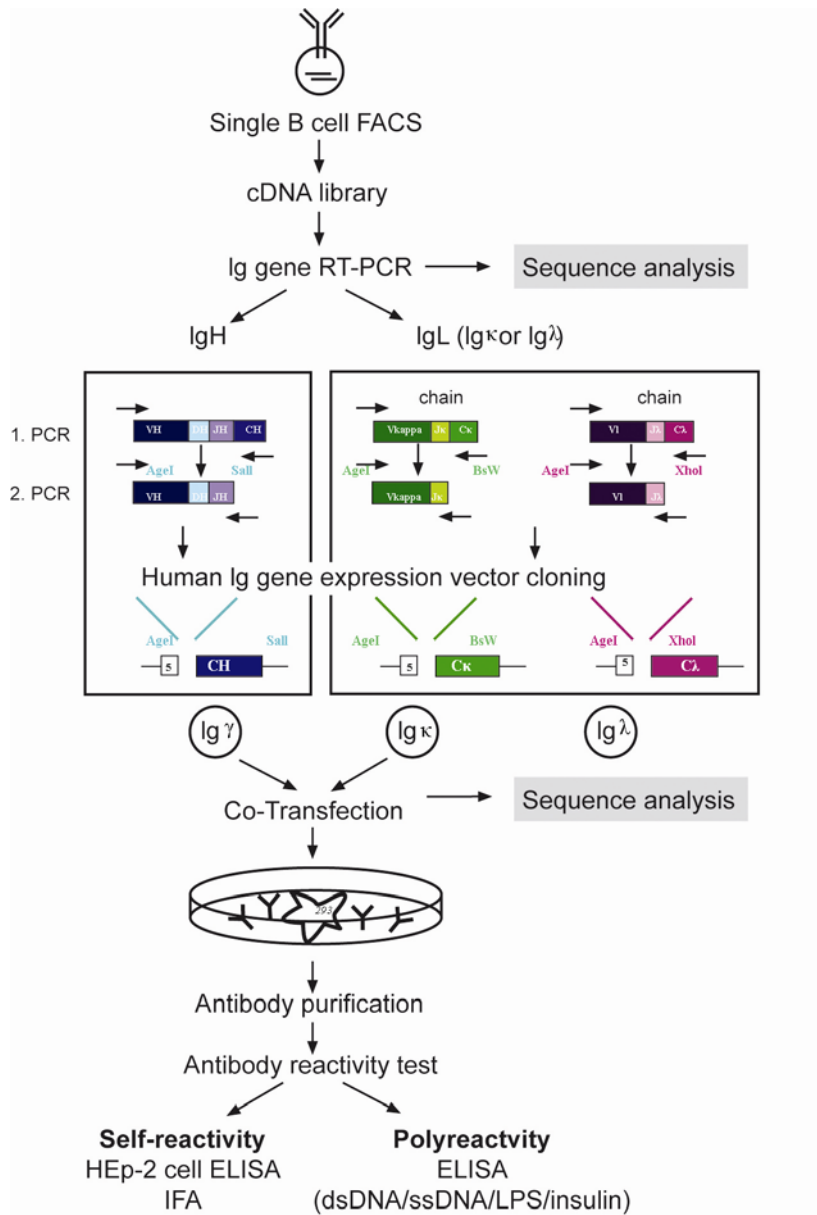 Single B cell FACS
cDNA library
Ig gene RT-PCR
Sequence analysis
IgH
IgL (Igκ or Igλ)
chain
chain
1. PCR
VH DH JH CH
Vkappa Jκ Cκ
Vl Jλ Cλ
AgeI SalI
AgeI BsW
AgeI XhoI
2. PCR
VH DH JH
Vkappa Jκ
Vl Jλ
Human Ig gene expression vector cloning
AgeI SalI
AgeI BsW
AgeI XhoI
5 CH
5 Cκ
5 Cλ
Igγ
Igκ
Igλ
Co-Transfection
Sequence analysis
293
Antibody purification
Antibody reactivity test
Self-reactivity
HEp-2 cell ELISA
IFA
Polyreactvity
ELISA
(dsDNA/ssDNA/LPS/insulin)